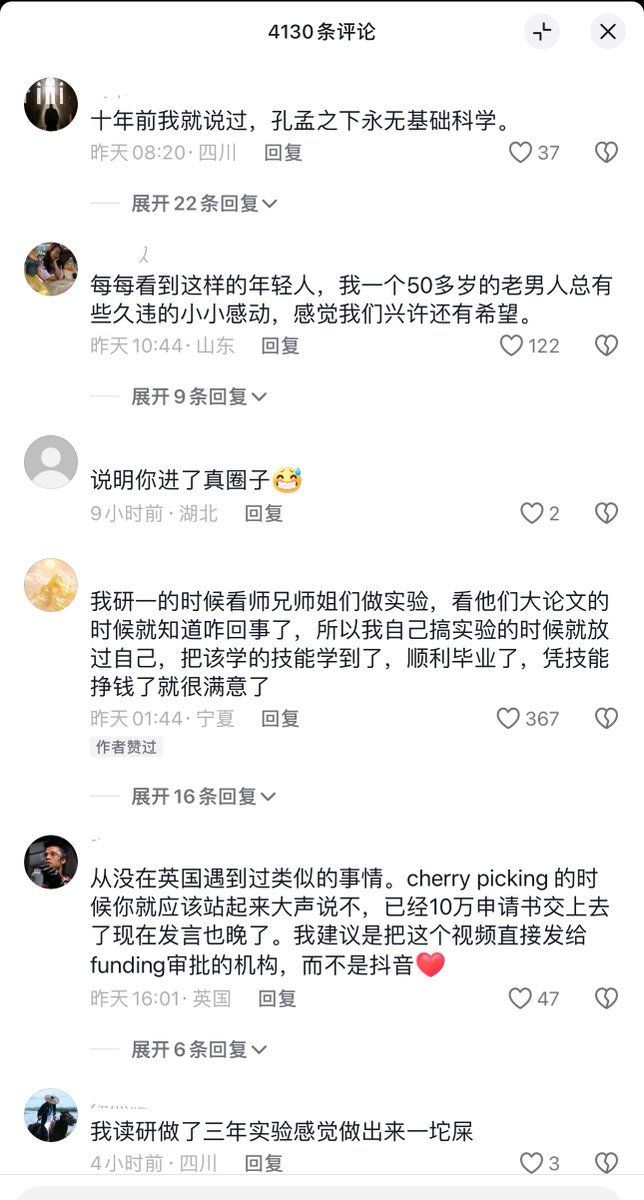 4130条评论
十年前我就说过，孔孟之下永无基础科学。
昨天08:20·四川 回复 37
展开22条回复
每每看到这样的年轻人，我一个50多岁的老男人总有
些久违的小小感动，感觉我们兴许还有希望。
昨天10:44·山东 回复 122
展开9条回复
说明你进了真圈子😅
9小时前·湖北 回复 2
我研一的时候看师兄师姐们做实验，看他们大论文的
时候就知道咋回事了，所以我自己搞实验的时候就放
过自己，把该学的技能学到了，顺利毕业了，凭技能
挣钱了就很满意了
昨天01:44·宁夏 回复 367
作者赞过
展开16条回复
从没在英国遇到过类似的事情。cherry picking 的时
候你就应该站起来大声说不，已经10万申请书交上去
了现在发言也晚了。我建议是把这个视频直接发给
funding审批的机构，而不是抖音❤️
昨天16:01·英国 回复 47
展开6条回复
我读研做了三年实验感觉做出来一坨屎
4小时前·四川 回复 3